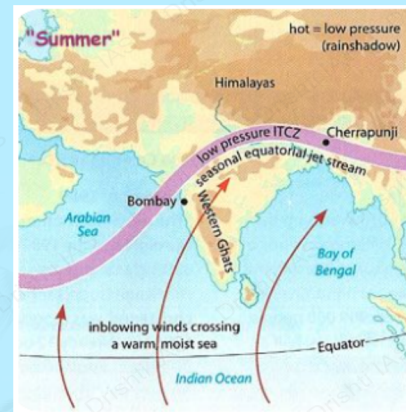 "Summer"
hot = low pressure
(rainshadow)
Himalayas
low pressure ITCZ
Cherrapunji
seasonal equatorial jet stream
Bombay
Western Ghats
Arabian
Sea
Bay of
Bengal
inblowing winds crossing
a warm, moist sea
Equator
Indian Ocean